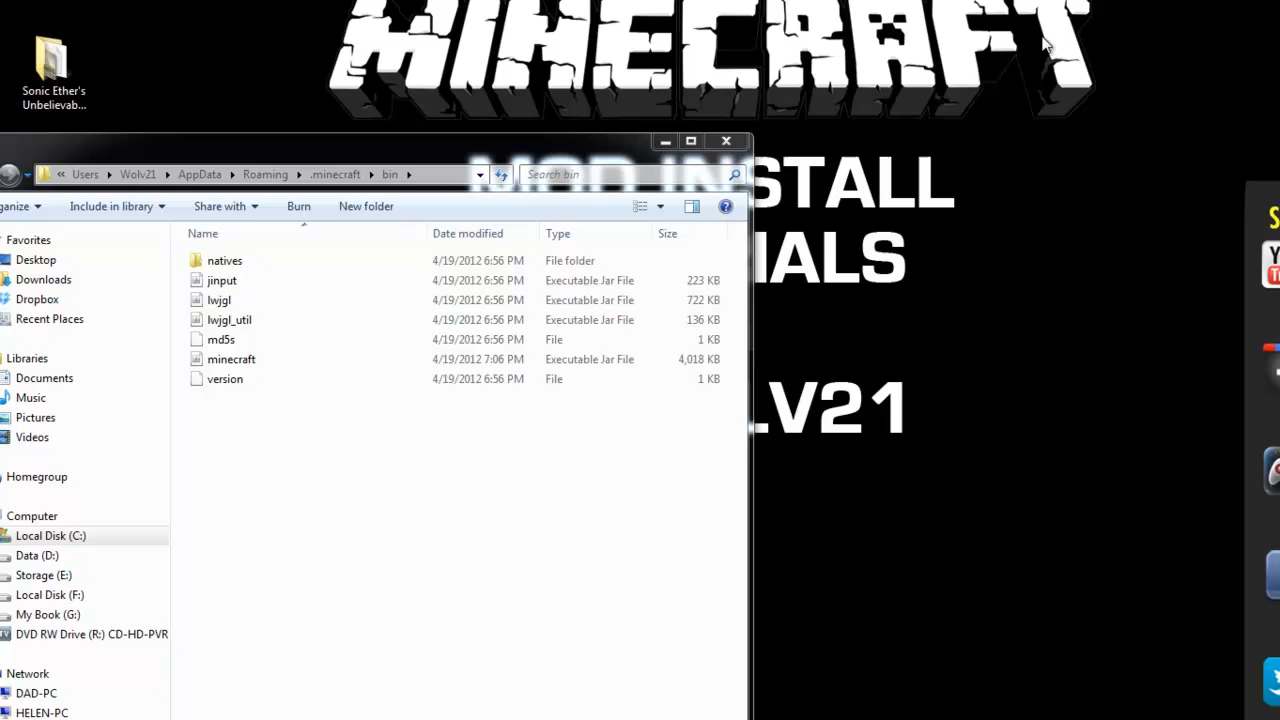 MINECRAFT
Sonic Ether's
Unbelievab...
MOD INSTALL
IALS
LV21
« Users Wolv21 AppData Roaming .minecraft bin
Search bin
ganize Include in library Share with Burn New folder
Name Date modified Type Size
Favorites
Desktop
Downloads
Dropbox
Recent Places
Libraries
Documents
Music
Pictures
Videos
Homegroup
Computer
Local Disk (C:)
Data (D:)
Storage (E:)
Local Disk (F:)
My Book (G:)
DVD RW Drive (R:) CD-HD-PVR
Network
DAD-PC
HELEN-PC
natives 4/19/2012 6:56 PM File folder
jinput 4/19/2012 6:56 PM Executable Jar File 223 KB
lwjgl 4/19/2012 6:56 PM Executable Jar File 722 KB
lwjgl_util 4/19/2012 6:56 PM Executable Jar File 136 KB
md5s 4/19/2012 6:56 PM File 1 KB
minecraft 4/19/2012 7:06 PM Executable Jar File 4,018 KB
version 4/19/2012 6:56 PM File 1 KB